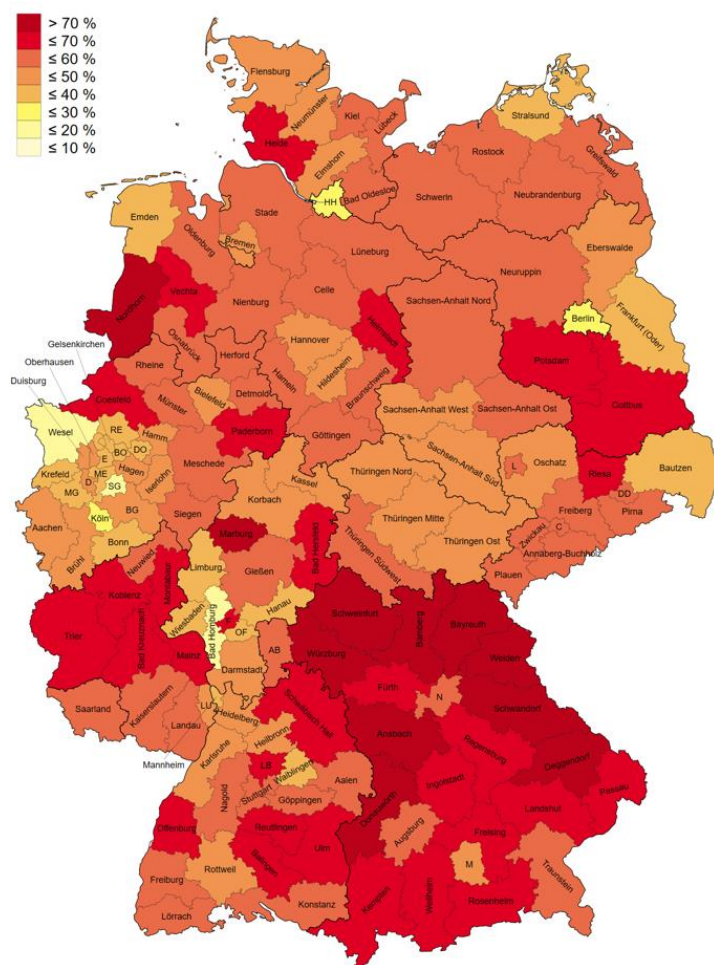 > 70 %
≤ 70 %
≤ 60 %
≤ 50 %
≤ 40 %
≤ 30 %
≤ 20 %
≤ 10 %
Flensburg
Kiel
Neumünster
Lübeck
Heide
Elmshorn
HH
Bad Oldesloe
Stralsund
Rostock
Greifswald
Schwerin
Neubrandenburg
Emden
Oldenburg
Bremen
Stade
Lüneburg
Eberswalde
Neuruppin
Nordhorn
Vechta
Nienburg
Celle
Sachsen-Anhalt Nord
Berlin
Frankfurt (Oder)
Gelsenkirchen
Oberhausen
Duisburg
Osnabrück
Hannover
Helmstedt
Potsdam
Rheine
Herford
Hameln
Hildesheim
Braunschweig
Cottbus
Coesfeld
Münster
Bielefeld
Detmold
Sachsen-Anhalt West
Sachsen-Anhalt Ost
Wesel
RE
Hamm
Paderborn
Göttingen
E
BO
DO
Krefeld
ME
Hagen
Iserlohn
Meschede
Sachsen-Anhalt Süd
L
Oschatz
Riesa
Bautzen
MG
D
SG
Kassel
Thüringen Nord
Korbach
DD
Freiberg
Pirna
Aachen
Köln
BG
Siegen
Thüringen Mitte
Thüringen Ost
Zwickau
C
Annaberg-Buchholz
Brühl
Bonn
Marburg
Bad Hersfeld
Thüringen Südwest
Plauen
Neuwied
Limburg
Gießen
Koblenz
Montabaur
Wiesbaden
Bad Homburg
F
Hanau
OF
Schweinfurt
Bamberg
Bayreuth
Trier
Bad Kreuznach
Mainz
Darmstadt
AB
Würzburg
Weiden
Saarland
Kaiserslautern
Landau
LU
Heidelberg
Fürth
N
Schwandorf
Mannheim
Karlsruhe
Heilbronn
Schwäbisch Hall
Ansbach
Regensburg
Deggendorf
LB
Waiblingen
Aalen
Nagold
Stuttgart
Göppingen
Donauwörth
Ingolstadt
Passau
Landshut
Offenburg
Reutlingen
Balingen
Ulm
Augsburg
Freising
M
Traunstein
Rottweil
Freiburg
Konstanz
Lörrach
Kempten
Weilheim
Rosenheim